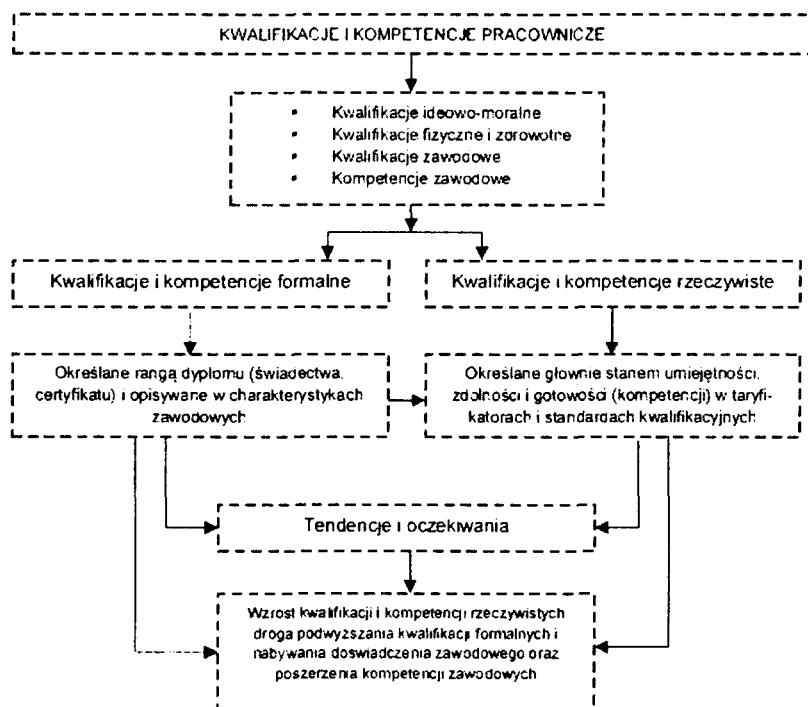 KWALIFIKACJE I KOMPETENCJE PRACOWNICZE
• Kwalifikacje ideowo-moralne
• Kwalifikacje fizyczne i zdrowotne
• Kwalifikacje zawodowe
• Kompetencje zawodowe
Kwalifikacje i kompetencje formalne
Kwalifikacje i kompetencje rzeczywiste
Określane rangą dyplomu (świadectwa,
certyfikatu) i opisywane w charakterystykach
zawodowych
Określane głównie stanem umiejętności,
zdolności i gotowości (kompetencji) w taryfi-
katorach i standardach kwalifikacyjnych
Tendencje i oczekiwania
Wzrost kwalifikacji i kompetencji rzeczywistych
droga podwyższania kwalifikacji formalnych i
nabywania doświadczenia zawodowego oraz
poszerzenia kompetencji zawodowych